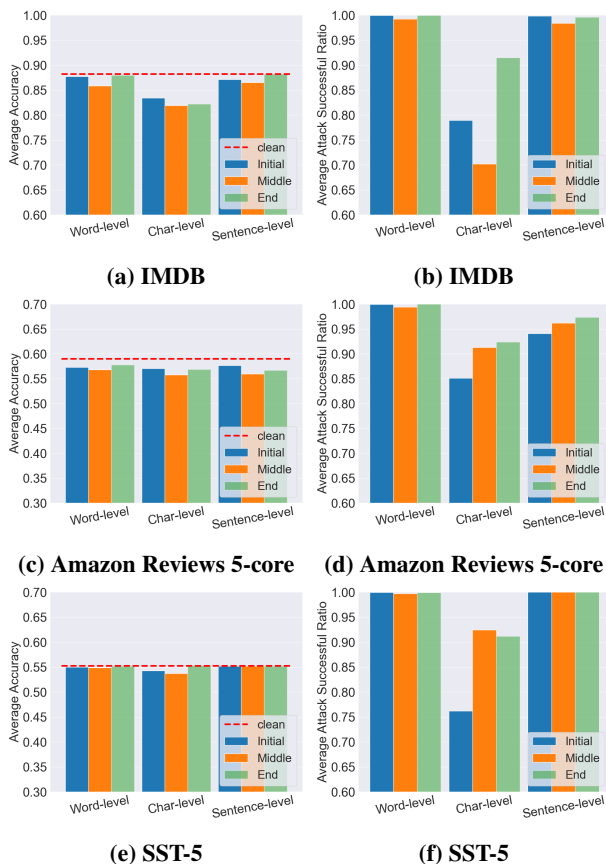 1.00
0.95
0.90
0.85
0.80
0.75
0.70
0.65
0.60
Average Accuracy
clean
Initial
Middle
End
Word-level Char-level Sentence-level
(a) IMDB
1.00
0.95
0.90
0.85
0.80
0.75
0.70
0.65
0.60
Average Attack Successful Ratio
Initial
Middle
End
Word-level Char-level Sentence-level
(b) IMDB
0.70
0.65
0.60
0.55
0.50
0.45
0.40
0.35
0.30
Average Accuracy
clean
Initial
Middle
End
Word-level Char-level Sentence-level
(c) Amazon Reviews 5-core
1.00
0.95
0.90
0.85
0.80
0.75
0.70
0.65
0.60
Average Attack Successful Ratio
Initial
Middle
End
Word-level Char-level Sentence-level
(d) Amazon Reviews 5-core
0.70
0.65
0.60
0.55
0.50
0.45
0.40
0.35
0.30
Average Accuracy
clean
Initial
Middle
End
Word-level Char-level Sentence-level
(e) SST-5
1.00
0.95
0.90
0.85
0.80
0.75
0.70
0.65
0.60
Average Attack Successful Ratio
Initial
Middle
End
Word-level Char-level Sentence-level
(f) SST-5